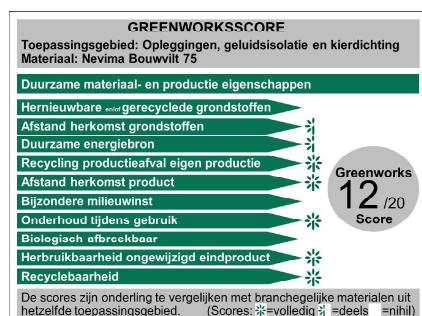 GREENWORKSSCORE
Toepassingsgebied: Opleggingen, geluidsisolatie en kierdichting
Materiaal: Nevima Bouwvilt 75
Duurzame materiaal- en productie eigenschappen
Hernieuwbare en/of gerecyclede grondstoffen
Afstand herkomst grondstoffen
Duurzame energiebron
Recycling productieafval eigen productie
Afstand herkomst product
Bijzondere milieuwinst
Onderhoud tijdens gebruik
Biologisch afbreekbaar
Herbruikbaarheid ongewijzigd eindproduct
Recyclebaarheid
Greenworks
12 /20
Score
De scores zijn onderling te vergelijken met branchegelijke materialen uit
hetzelfde toepassingsgebied. (Scores: =volledig =deels =nihil)